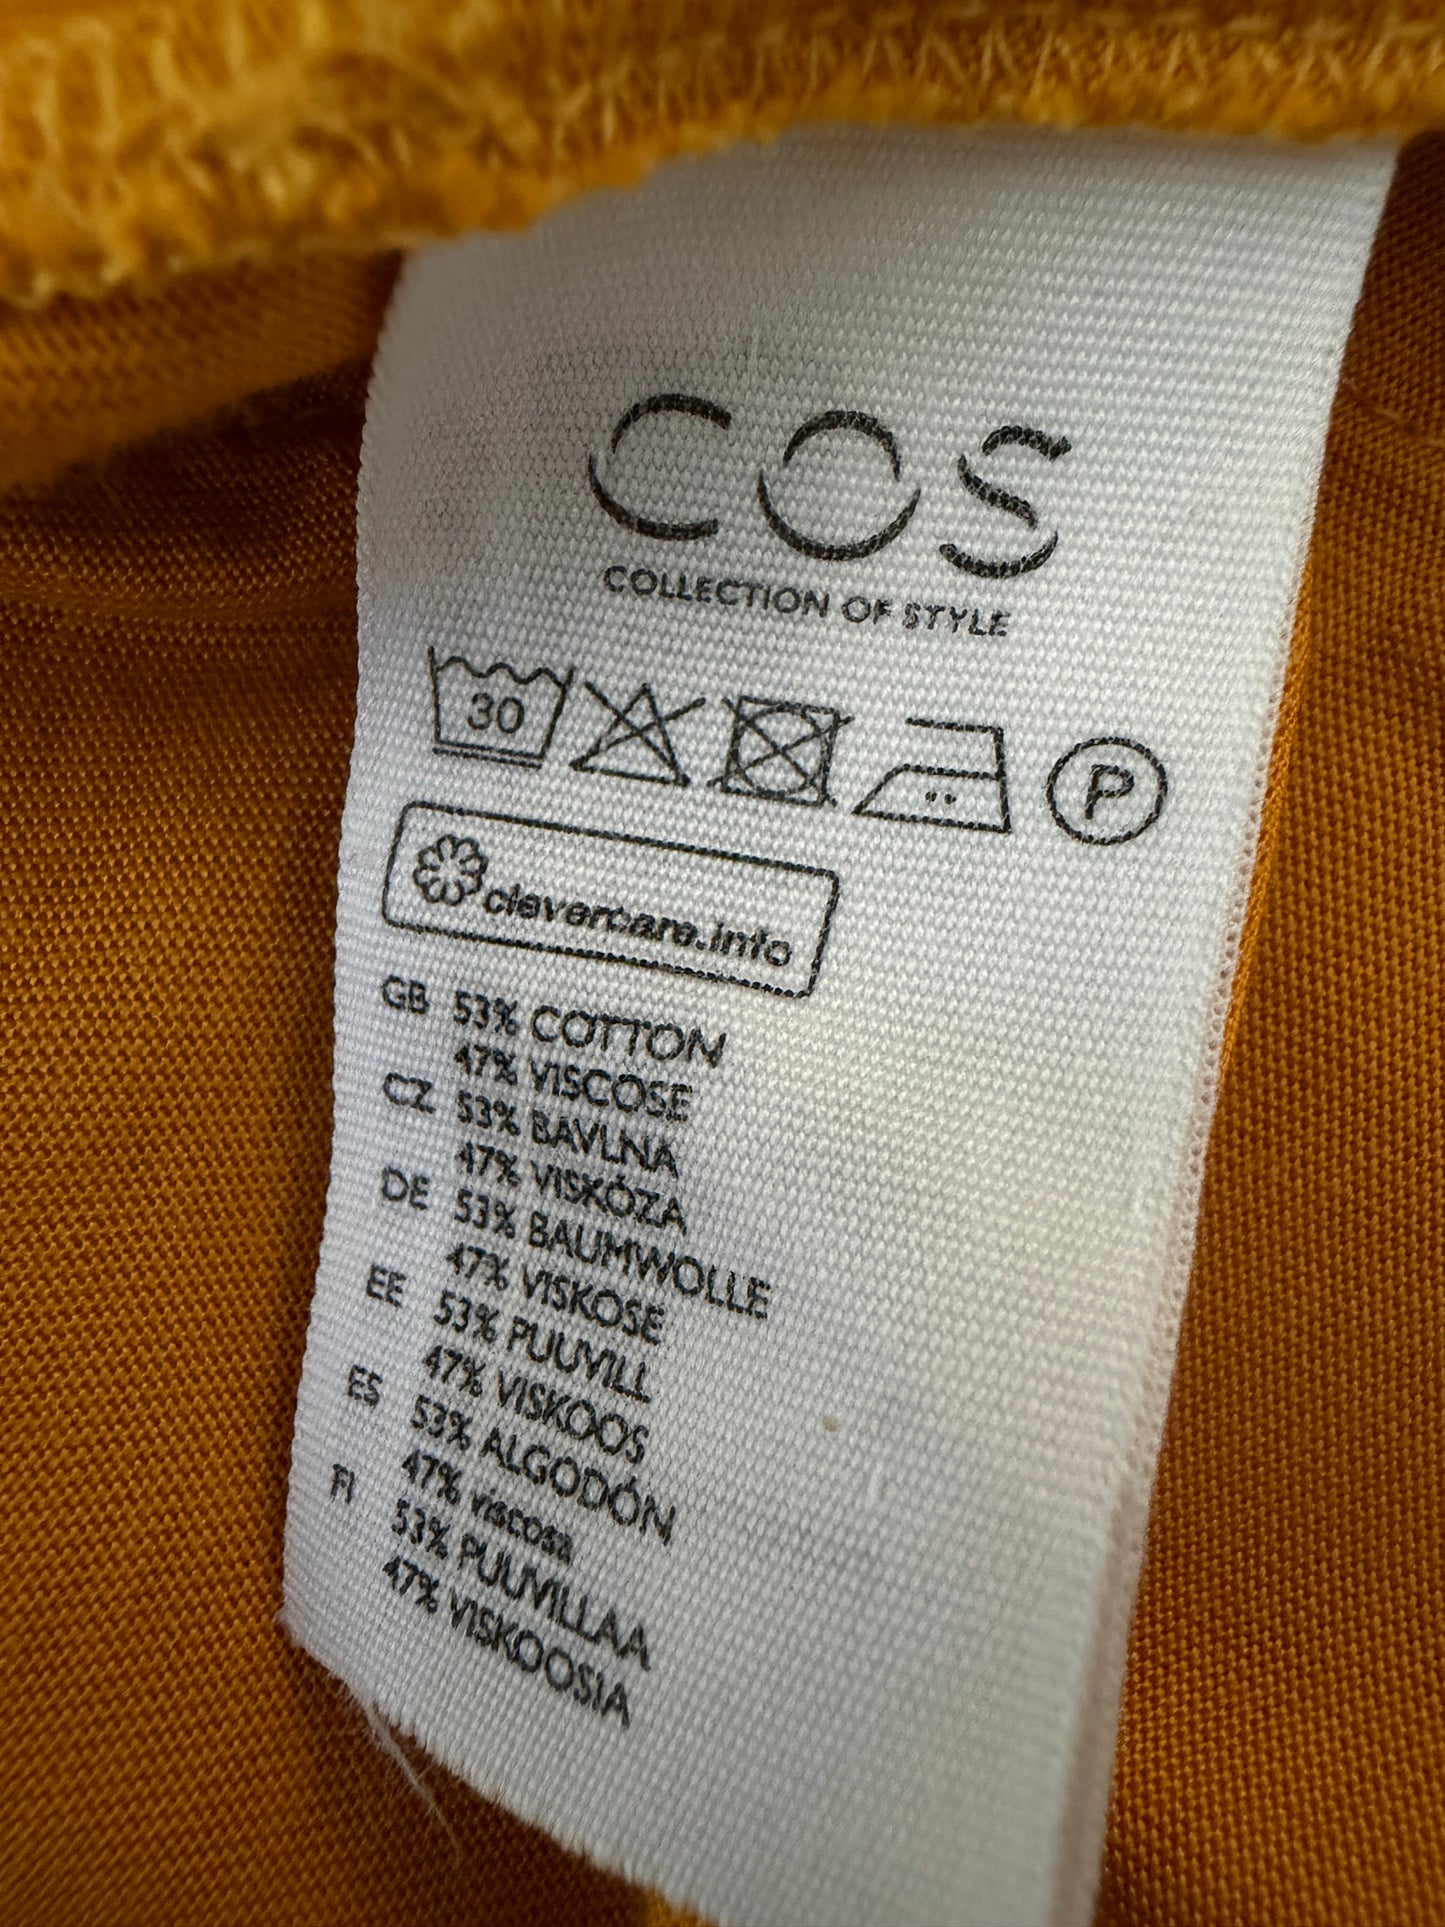 COS
COLLECTION OF STYLE
30 P
clevercare.info
GB 53% COTTON
47% VISCOSE
CZ 53% BAVLNA
47% VISKÓZA
DE 53% BAUMWOLLE
47% VISKOSE
EE 53% PUUVILL
47% VISKOOS
ES 53% ALGODÓN
47% viscosa
FI 53% PUUVILLAA
47% VISKOOSIA